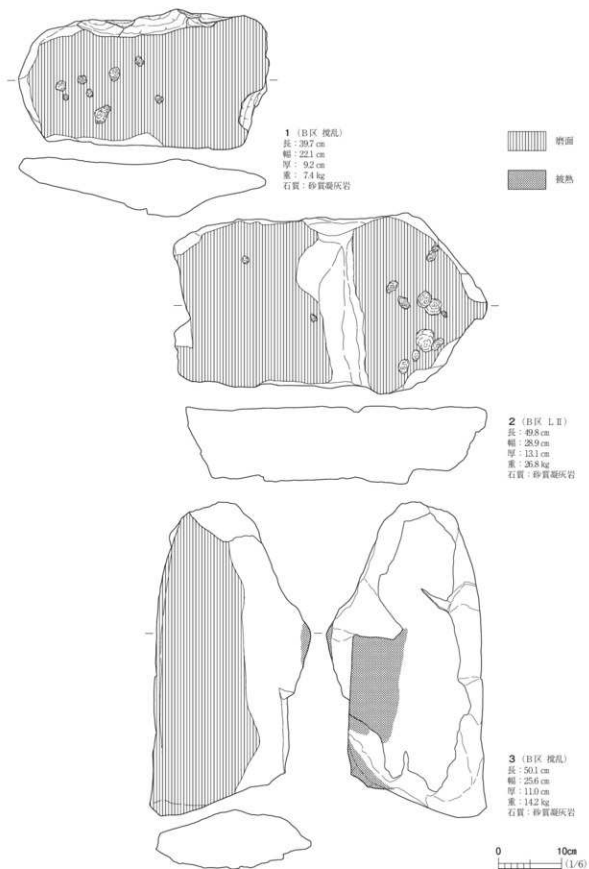 1 (B区 撹乱)
長:39.7 cm
幅:22.1 cm
厚: 9.2 cm
重: 7.4 kg
石質:砂質凝灰岩
磨面
被熱
2 (B区 LⅡ)
長:49.8 cm
幅:28.9 cm
厚:13.1 cm
重:26.8 kg
石質:砂質凝灰岩
3 (B区 撹乱)
長:50.1 cm
幅:25.6 cm
厚:11.0 cm
重:14.2 kg
石質:砂質凝灰岩
0 10cm
(1/6)